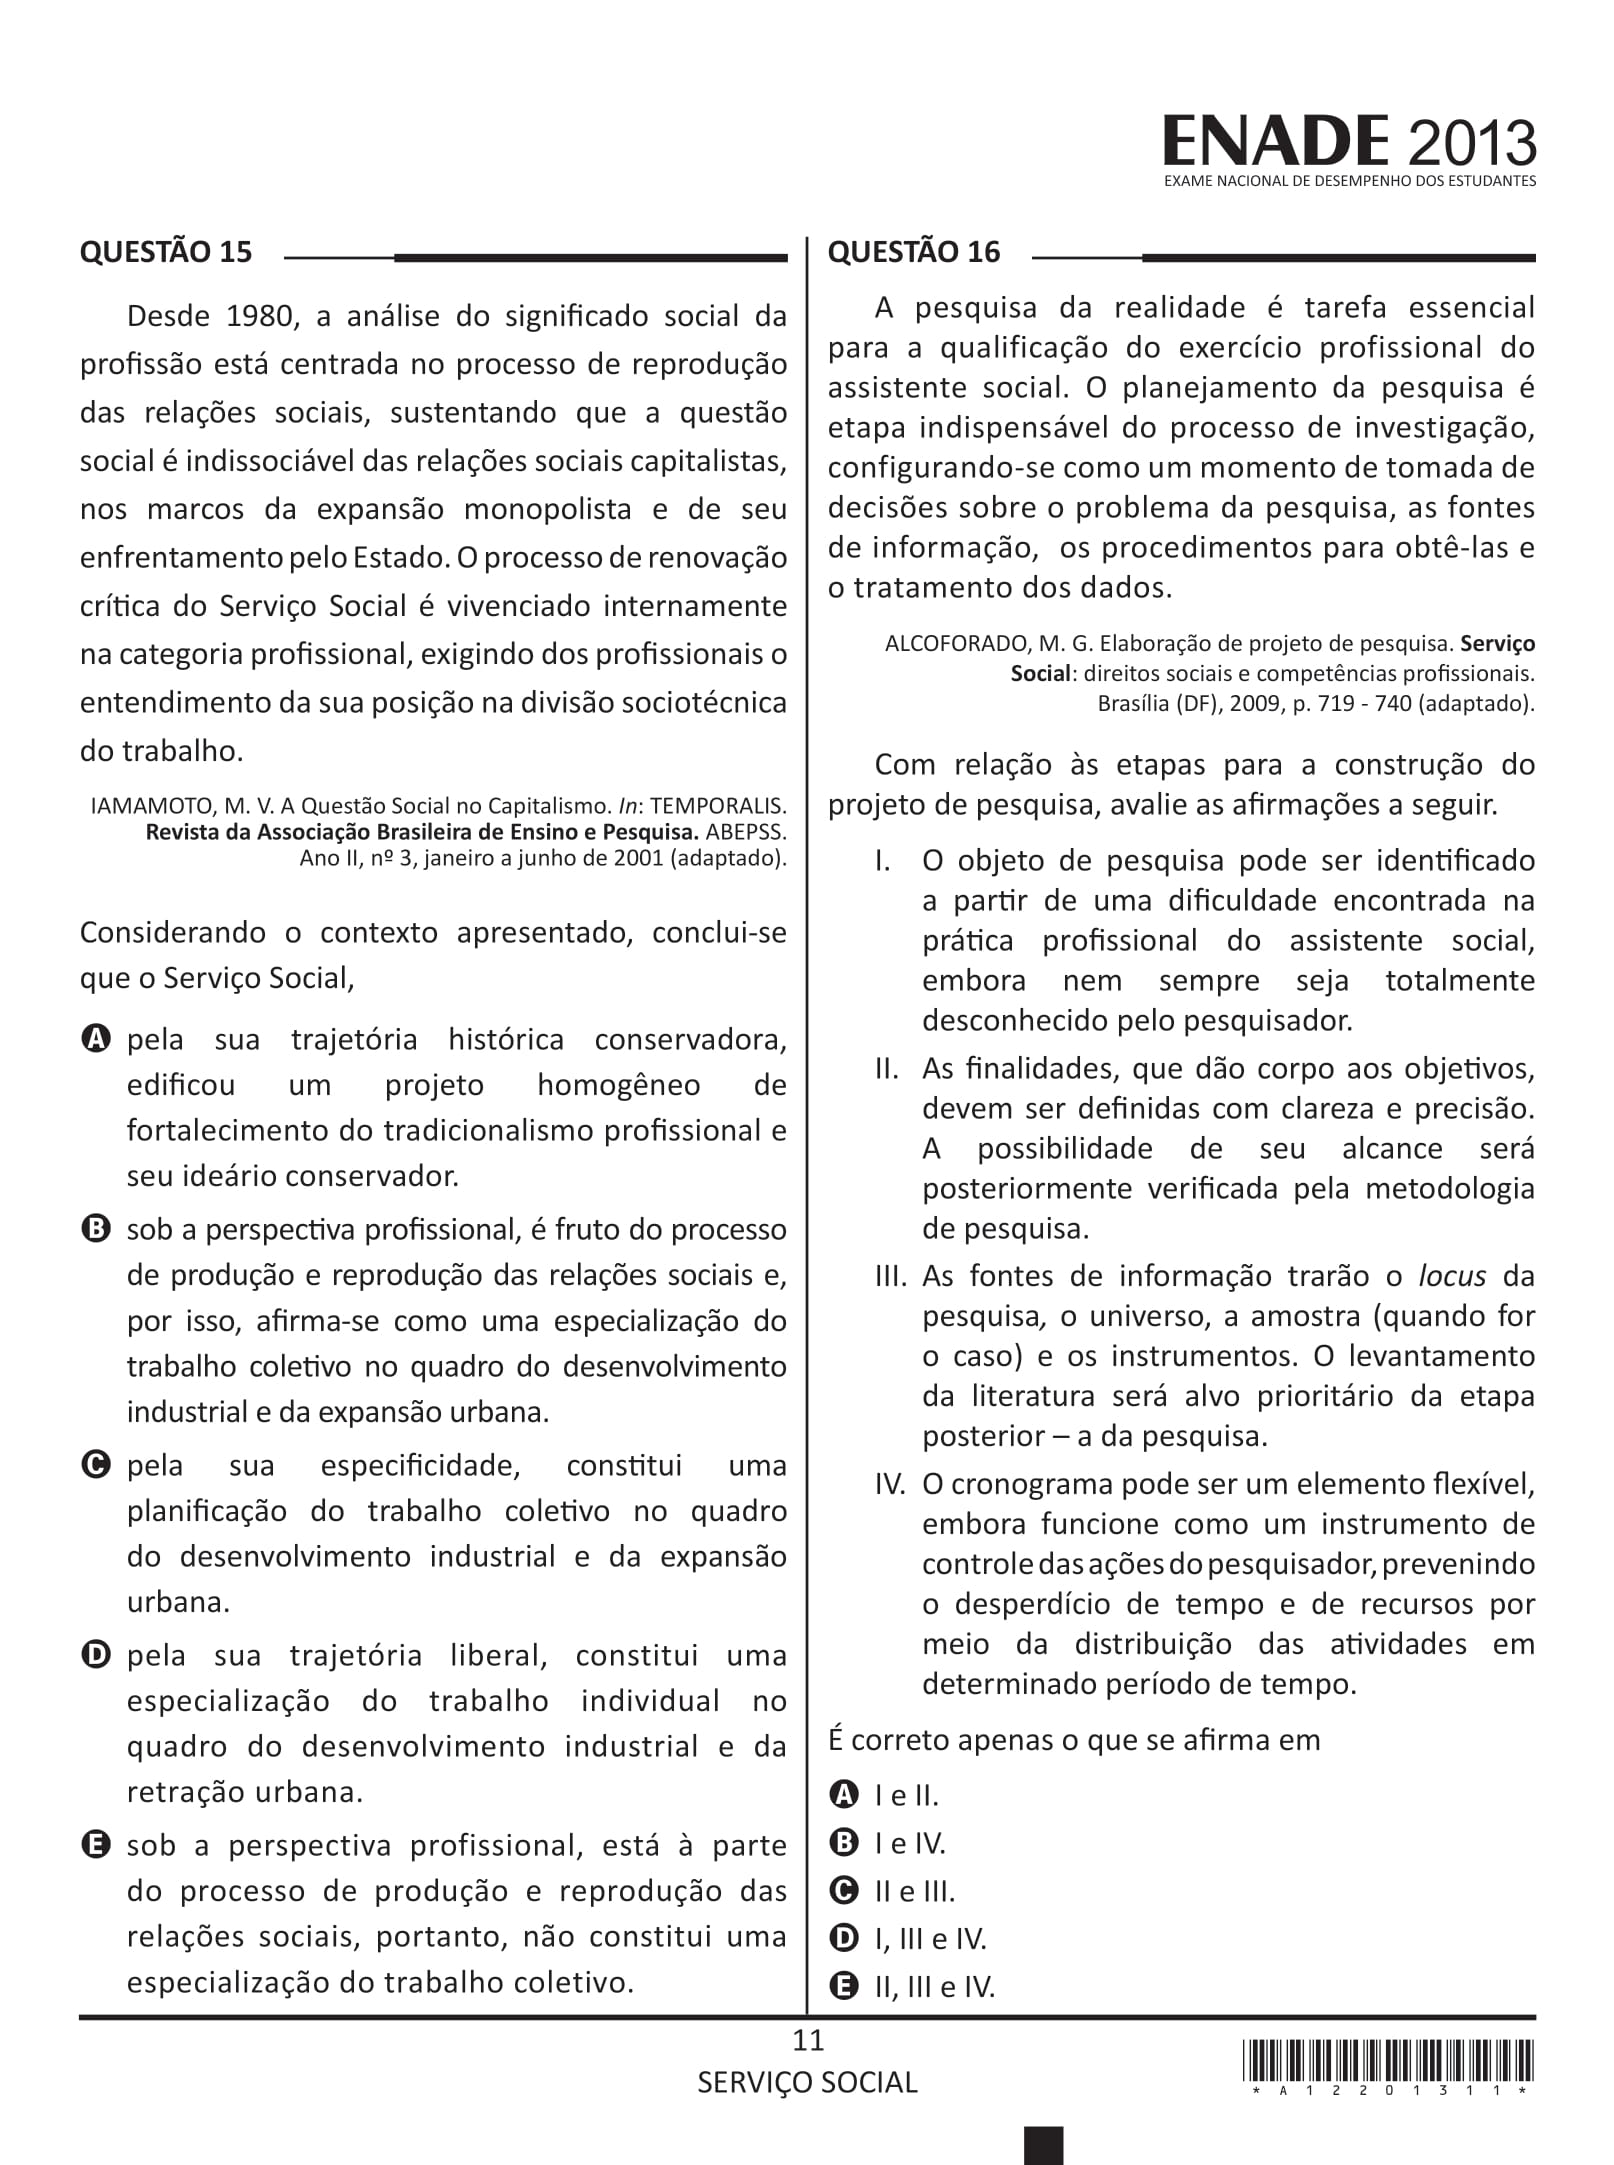 ENADE 2013
EXAME NACIONAL DE DESEMPENHO DOS ESTUDANTES
QUESTÃO 15
Desde 1980, a análise do significado social da
profissão está centrada no processo de reprodução
das relações sociais, sustentando que a questão
social é indissociável das relações sociais capitalistas,
nos marcos da expansão monopolista e de seu
enfrentamento pelo Estado. O processo de renovação
crítica do Serviço Social é vivenciado internamente
na categoria profissional, exigindo dos profissionais o
entendimento da sua posição na divisão sociotécnica
do trabalho.
IAMAMOTO, M. V. A Questão Social no Capitalismo. In: TEMPORALIS.
Revista da Associação Brasileira de Ensino e Pesquisa. ABEPSS.
Ano II, nº 3, janeiro a junho de 2001 (adaptado).
Considerando o contexto apresentado, conclui-se
que o Serviço Social,
A pela sua trajetória histórica conservadora,
edificou um projeto homogêneo de
fortalecimento do tradicionalismo profissional e
seu ideário conservador.
B sob a perspectiva profissional, é fruto do processo
de produção e reprodução das relações sociais e,
por isso, afirma-se como uma especialização do
trabalho coletivo no quadro do desenvolvimento
industrial e da expansão urbana.
C pela sua especificidade, constitui uma
planificação do trabalho coletivo no quadro
do desenvolvimento industrial e da expansão
urbana.
D pela sua trajetória liberal, constitui uma
especialização do trabalho individual no
quadro do desenvolvimento industrial e da
retração urbana.
E sob a perspectiva profissional, está à parte
do processo de produção e reprodução das
relações sociais, portanto, não constitui uma
especialização do trabalho coletivo.
QUESTÃO 16
A pesquisa da realidade é tarefa essencial
para a qualificação do exercício profissional do
assistente social. O planejamento da pesquisa é
etapa indispensável do processo de investigação,
configurando-se como um momento de tomada de
decisões sobre o problema da pesquisa, as fontes
de informação, os procedimentos para obtê-las e
o tratamento dos dados.
ALCOFORADO, M. G. Elaboração de projeto de pesquisa. Serviço
Social: direitos sociais e competências profissionais.
Brasília (DF), 2009, p. 719 - 740 (adaptado).
Com relação às etapas para a construção do
projeto de pesquisa, avalie as afirmações a seguir.
I. O objeto de pesquisa pode ser identificado
a partir de uma dificuldade encontrada na
prática profissional do assistente social,
embora nem sempre seja totalmente
desconhecido pelo pesquisador.
II. As finalidades, que dão corpo aos objetivos,
devem ser definidas com clareza e precisão.
A possibilidade de seu alcance será
posteriormente verificada pela metodologia
de pesquisa.
III. As fontes de informação trarão o locus da
pesquisa, o universo, a amostra (quando for
o caso) e os instrumentos. O levantamento
da literatura será alvo prioritário da etapa
posterior – a da pesquisa.
IV. O cronograma pode ser um elemento flexível,
embora funcione como um instrumento de
controle das ações do pesquisador, prevenindo
o desperdício de tempo e de recursos por
meio da distribuição das atividades em
determinado período de tempo.
É correto apenas o que se afirma em
A I e II.
B I e IV.
C II e III.
D I, III e IV.
E II, III e IV.
11
SERVIÇO SOCIAL
*A12201311*